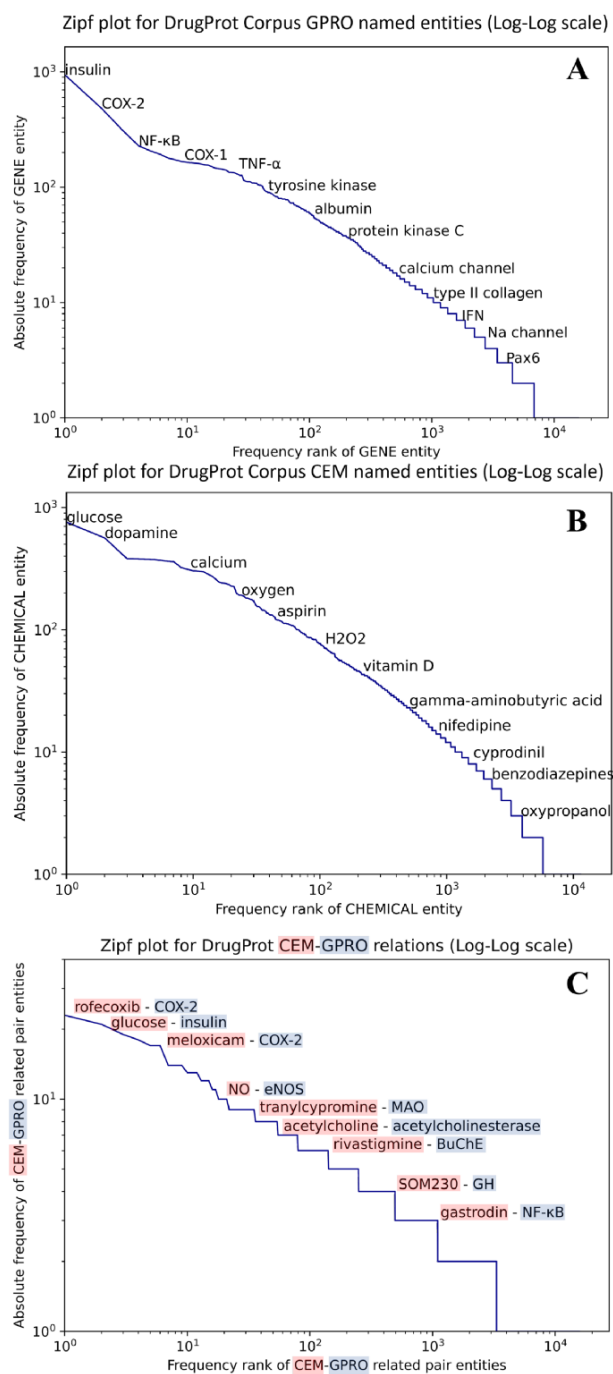 Zipf plot for DrugProt Corpus GPRO named entities (Log-Log scale)
A
Absolute frequency of GENE entity
10³
10²
10¹
10⁰
insulin
COX-2
NF-κB
COX-1
TNF-α
tyrosine kinase
albumin
protein kinase C
calcium channel
type II collagen
IFN
Na channel
Pax6
10⁰ 10¹ 10² 10³ 10⁴
Frequency rank of GENE entity
Zipf plot for DrugProt Corpus CEM named entities (Log-Log scale)
B
Absolute frequency of CHEMICAL entity
10³
10²
10¹
10⁰
glucose
dopamine
calcium
oxygen
aspirin
H2O2
vitamin D
gamma-aminobutyric acid
nifedipine
cyprodinil
benzodiazepines
oxypropanol
10⁰ 10¹ 10² 10³ 10⁴
Frequency rank of CHEMICAL entity
Zipf plot for DrugProt CEM-GPRO relations (Log-Log scale)
C
Absolute frequency of CEM-GPRO related pair entities
10¹
10⁰
rofecoxib - COX-2
glucose - insulin
meloxicam - COX-2
NO - eNOS
tranylcypromine - MAO
acetylcholine - acetylcholinesterase
rivastigmine - BuChE
SOM230 - GH
gastrodin - NF-κB
10⁰ 10¹ 10² 10³ 10⁴
Frequency rank of CEM-GPRO related pair entities